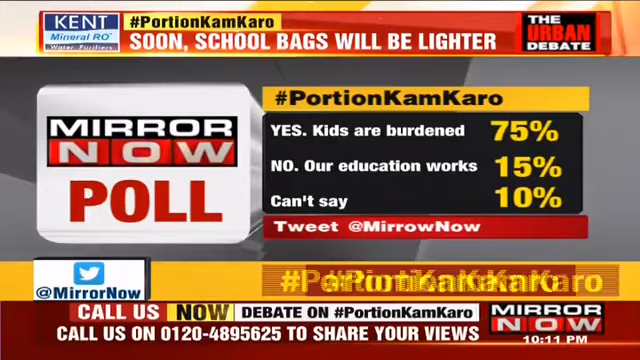 KENT
Mineral RO™
Water Purifiers
#PortionKamKaro
SOON, SCHOOL BAGS WILL BE LIGHTER
THE
URBAN
DEBATE
MIRROR
NOW
POLL
#PortionKamKaro
YES. Kids are burdened 75%
NO. Our education works 15%
Can't say 10%
Tweet @MirrowNow
@MirrorNow
CALL US NOW DEBATE ON #PortionKamKaro
CALL US ON 0120-4895625 TO SHARE YOUR VIEWS
MIRROR
NOW
10:11 PM